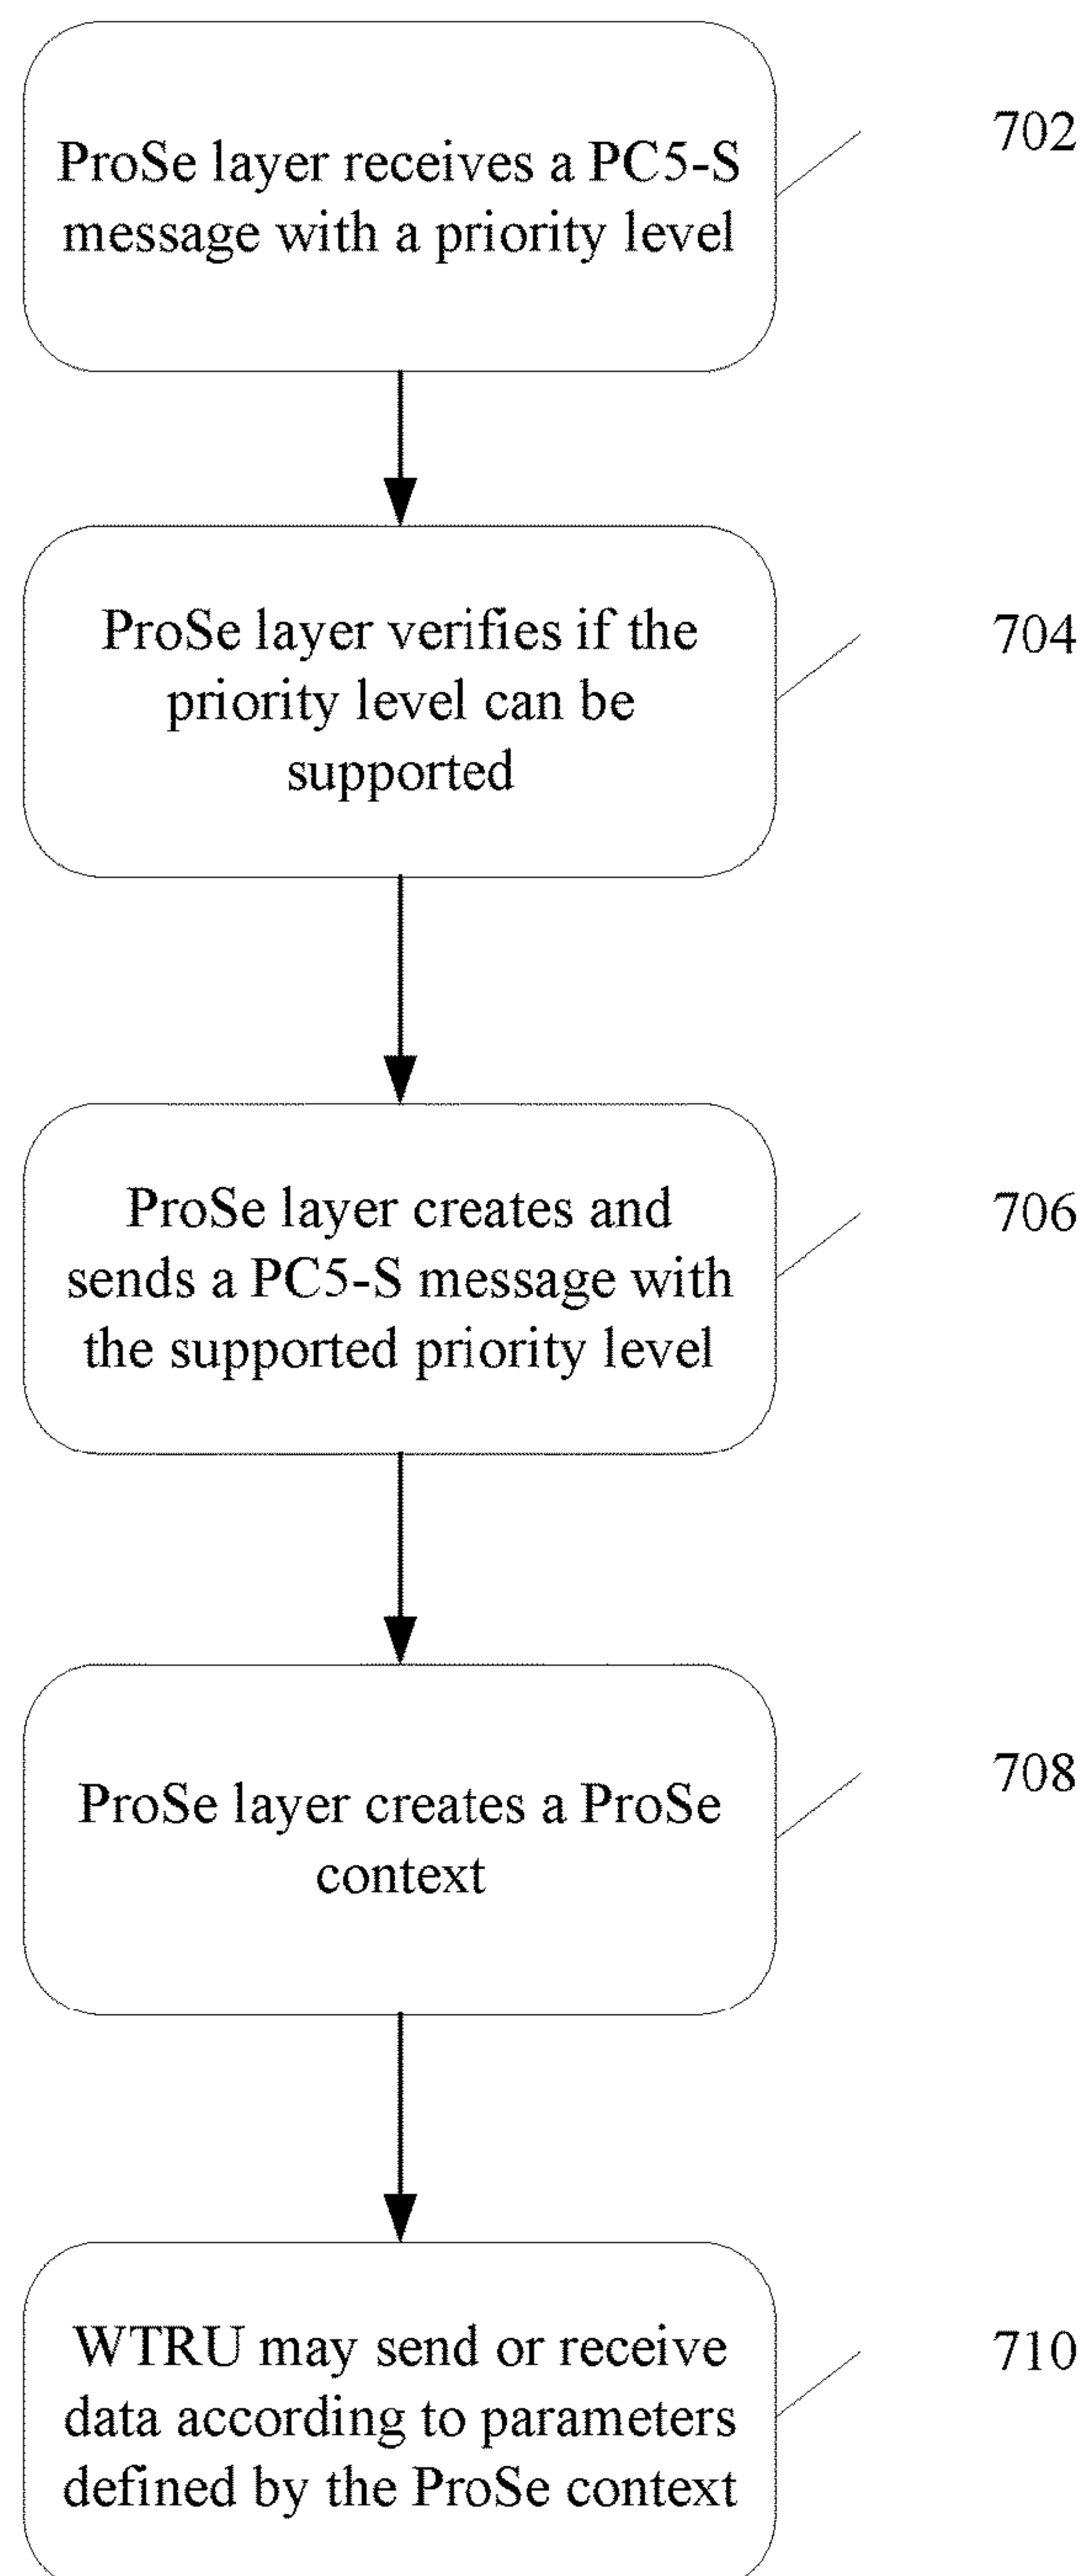 ProSe layer receives a PC5-S
message with a priority level
702
ProSe layer verifies if the
priority level can be
supported
704
ProSe layer creates and
sends a PC5-S message with
the supported priority level
706
ProSe layer creates a ProSe
context
708
WTRU may send or receive
data according to parameters
defined by the ProSe context
710